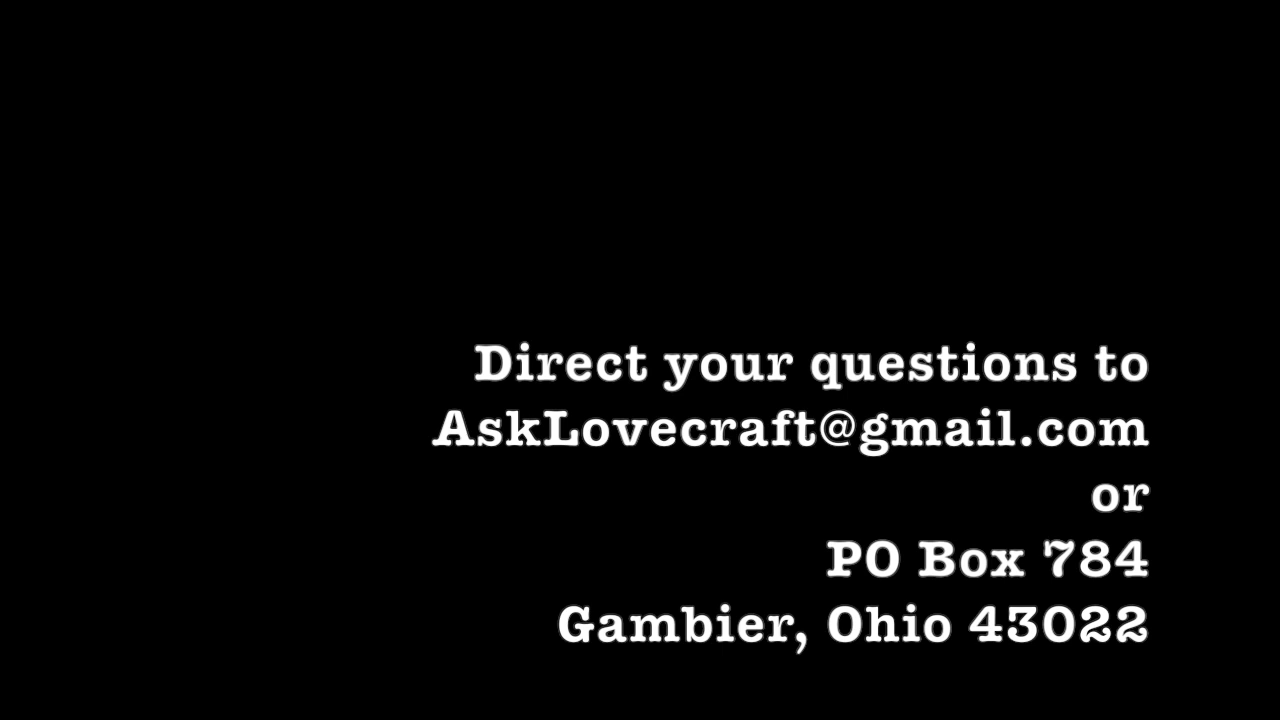 Direct your questions to
AskLovecraft@gmail.com
or
PO Box 784
Gambier, Ohio 43022